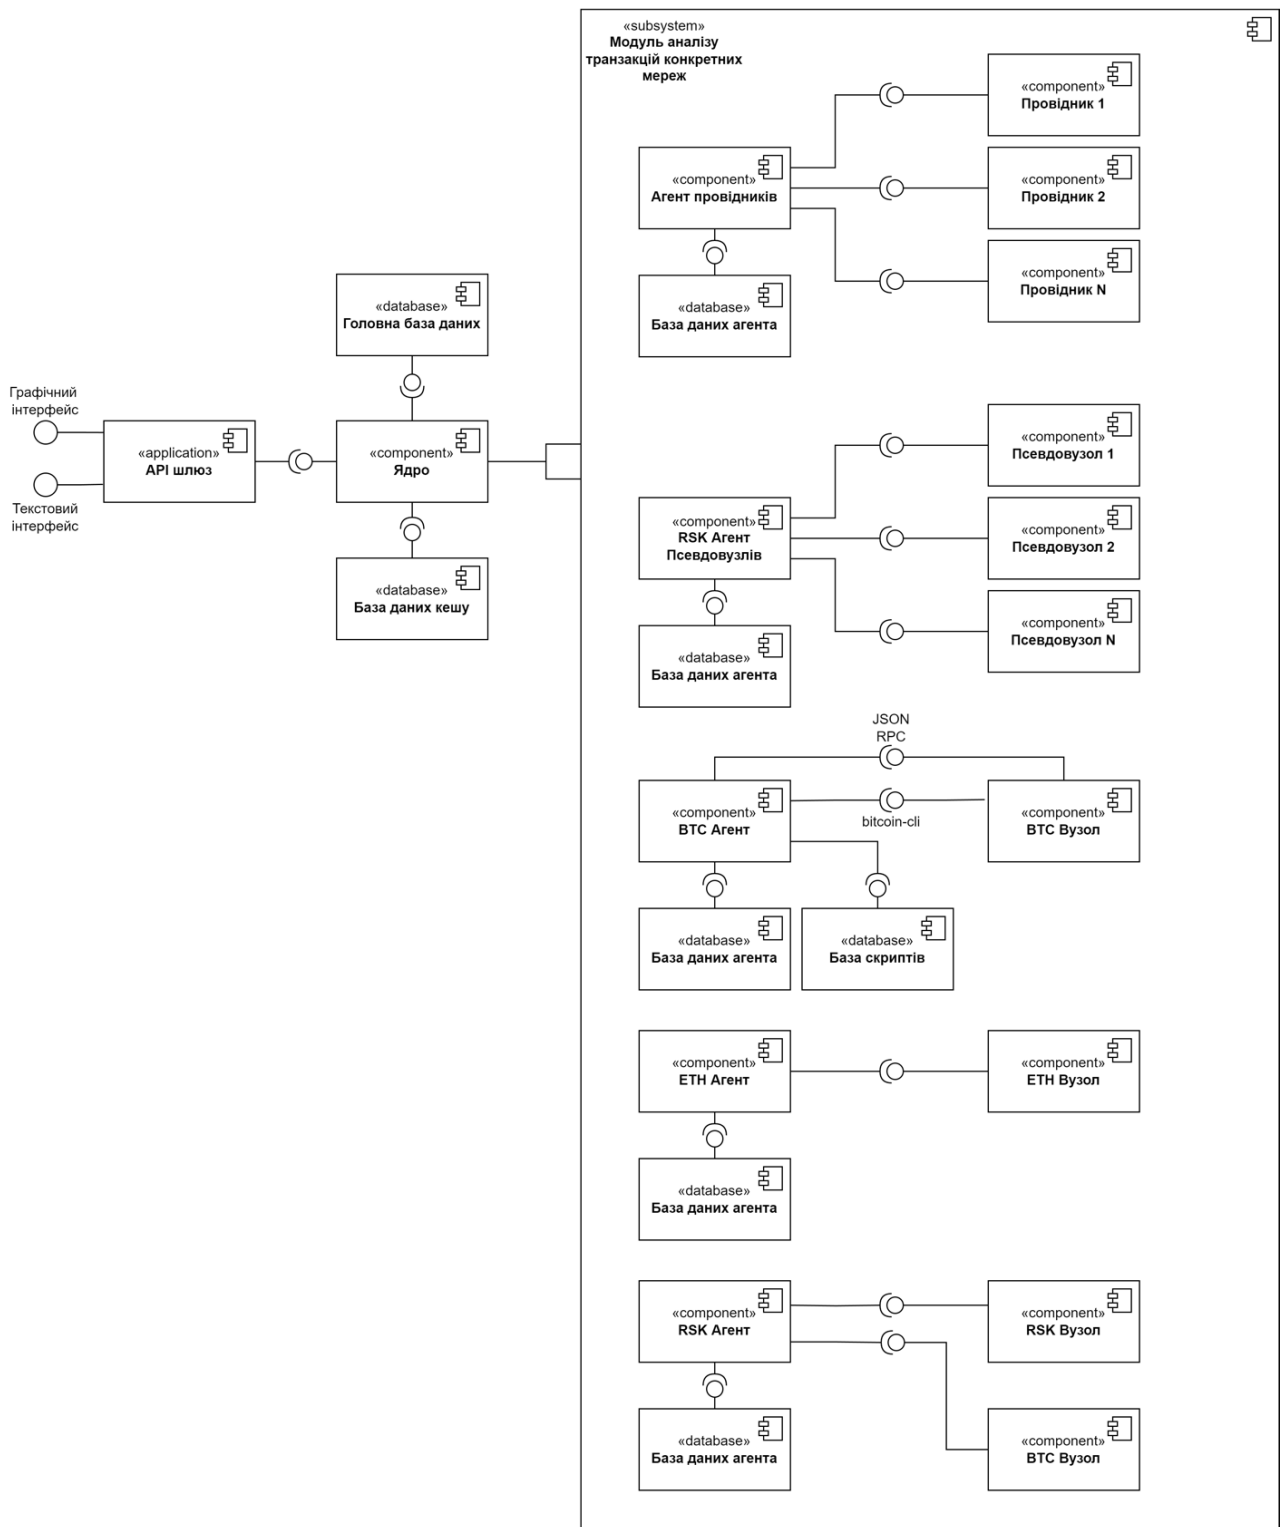 «subsystem»
Модуль аналізу
транзакцій конкретних
мереж
«component»
Провідник 1
«component»
Агент провідників
«component»
Провідник 2
«component»
Провідник N
«database»
База даних агента
«database»
Головна база даних
Графічний
інтерфейс
«application»
API шлюз
«component»
Ядро
Текстовий
інтерфейс
«database»
База даних кешу
«component»
Псевдовузол 1
«component»
RSK Агент
Псевдовузлів
«component»
Псевдовузол 2
«component»
Псевдовузол N
«database»
База даних агента
JSON
RPC
«component»
BTC Агент
bitcoin-cli
«component»
BTC Вузол
«database»
База даних агента
«database»
База скриптів
«component»
ETH Агент
«component»
ETH Вузол
«database»
База даних агента
«component»
RSK Агент
«component»
RSK Вузол
«database»
База даних агента
«component»
BTC Вузол